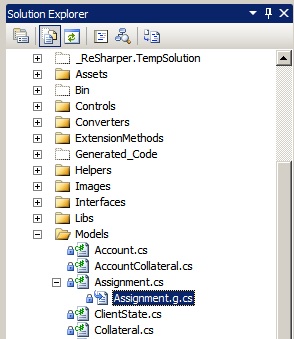 Solution Explorer
_ReSharper.TempSolution
Assets
Bin
Controls
Converters
ExtensionMethods
Generated_Code
Helpers
Images
Interfaces
Libs
Models
Account.cs
AccountCollateral.cs
Assignment.cs
Assignment.g.cs
ClientState.cs
Collateral.cs